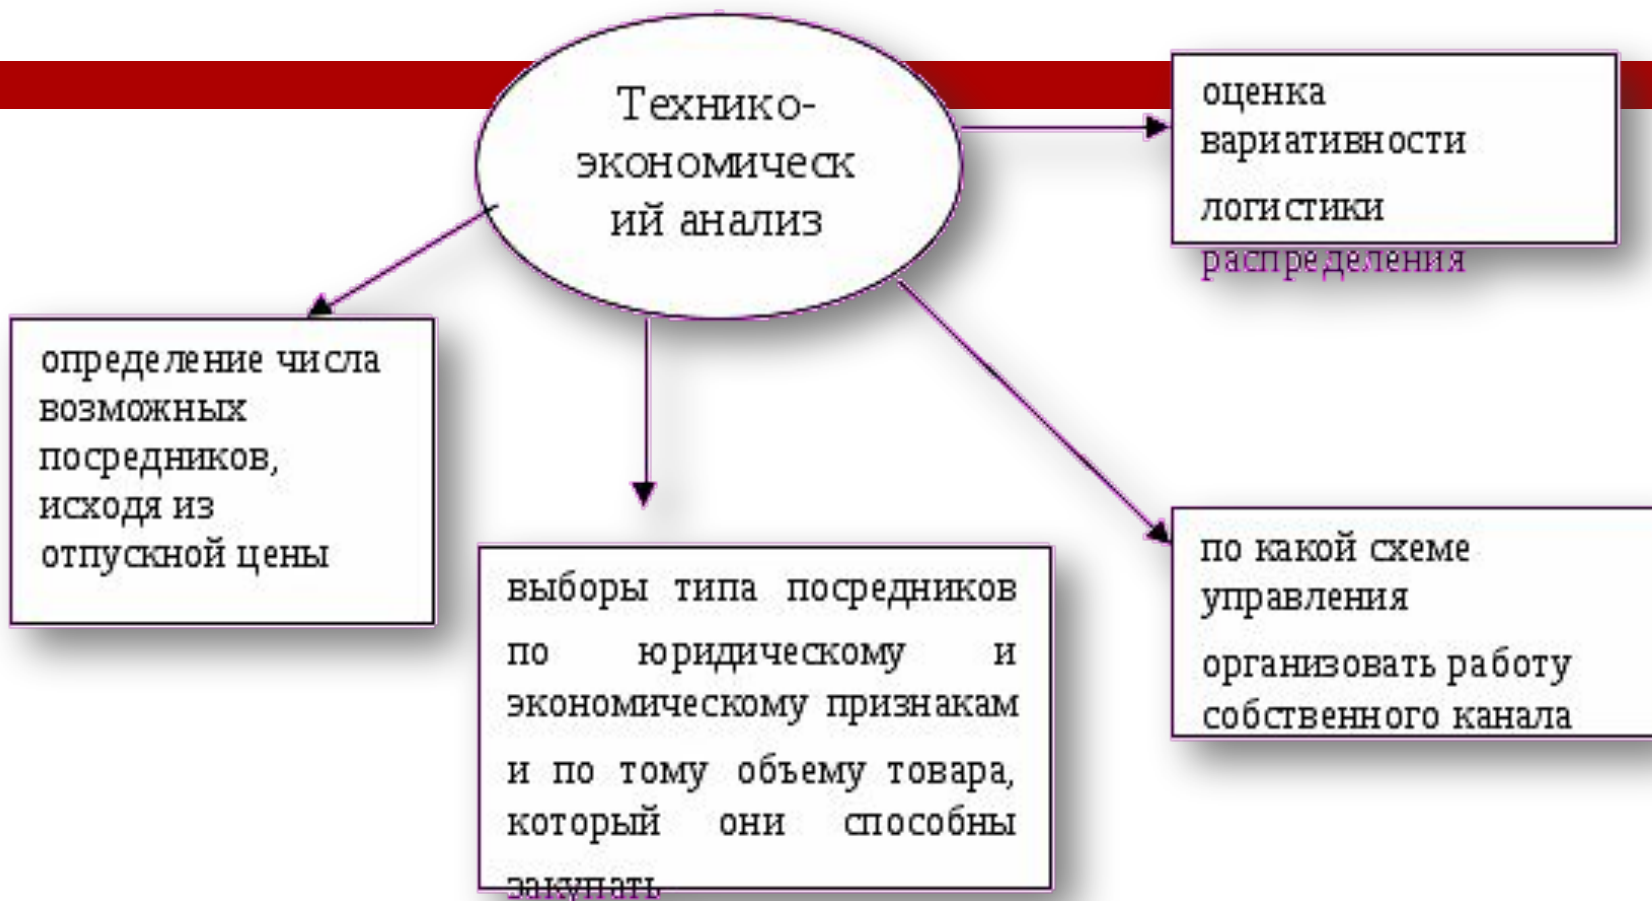 Технико-
экономическ
ий анализ
оценка
вариативности
логистики
распределения
определение числа
возможных
посредников,
исходя из
отпускной цены
выборы типа посредников
по юридическому и
экономическому признакам
и по тому объему товара,
который они способны
закупать
по какой схеме
управления
организовать работу
собственного канала